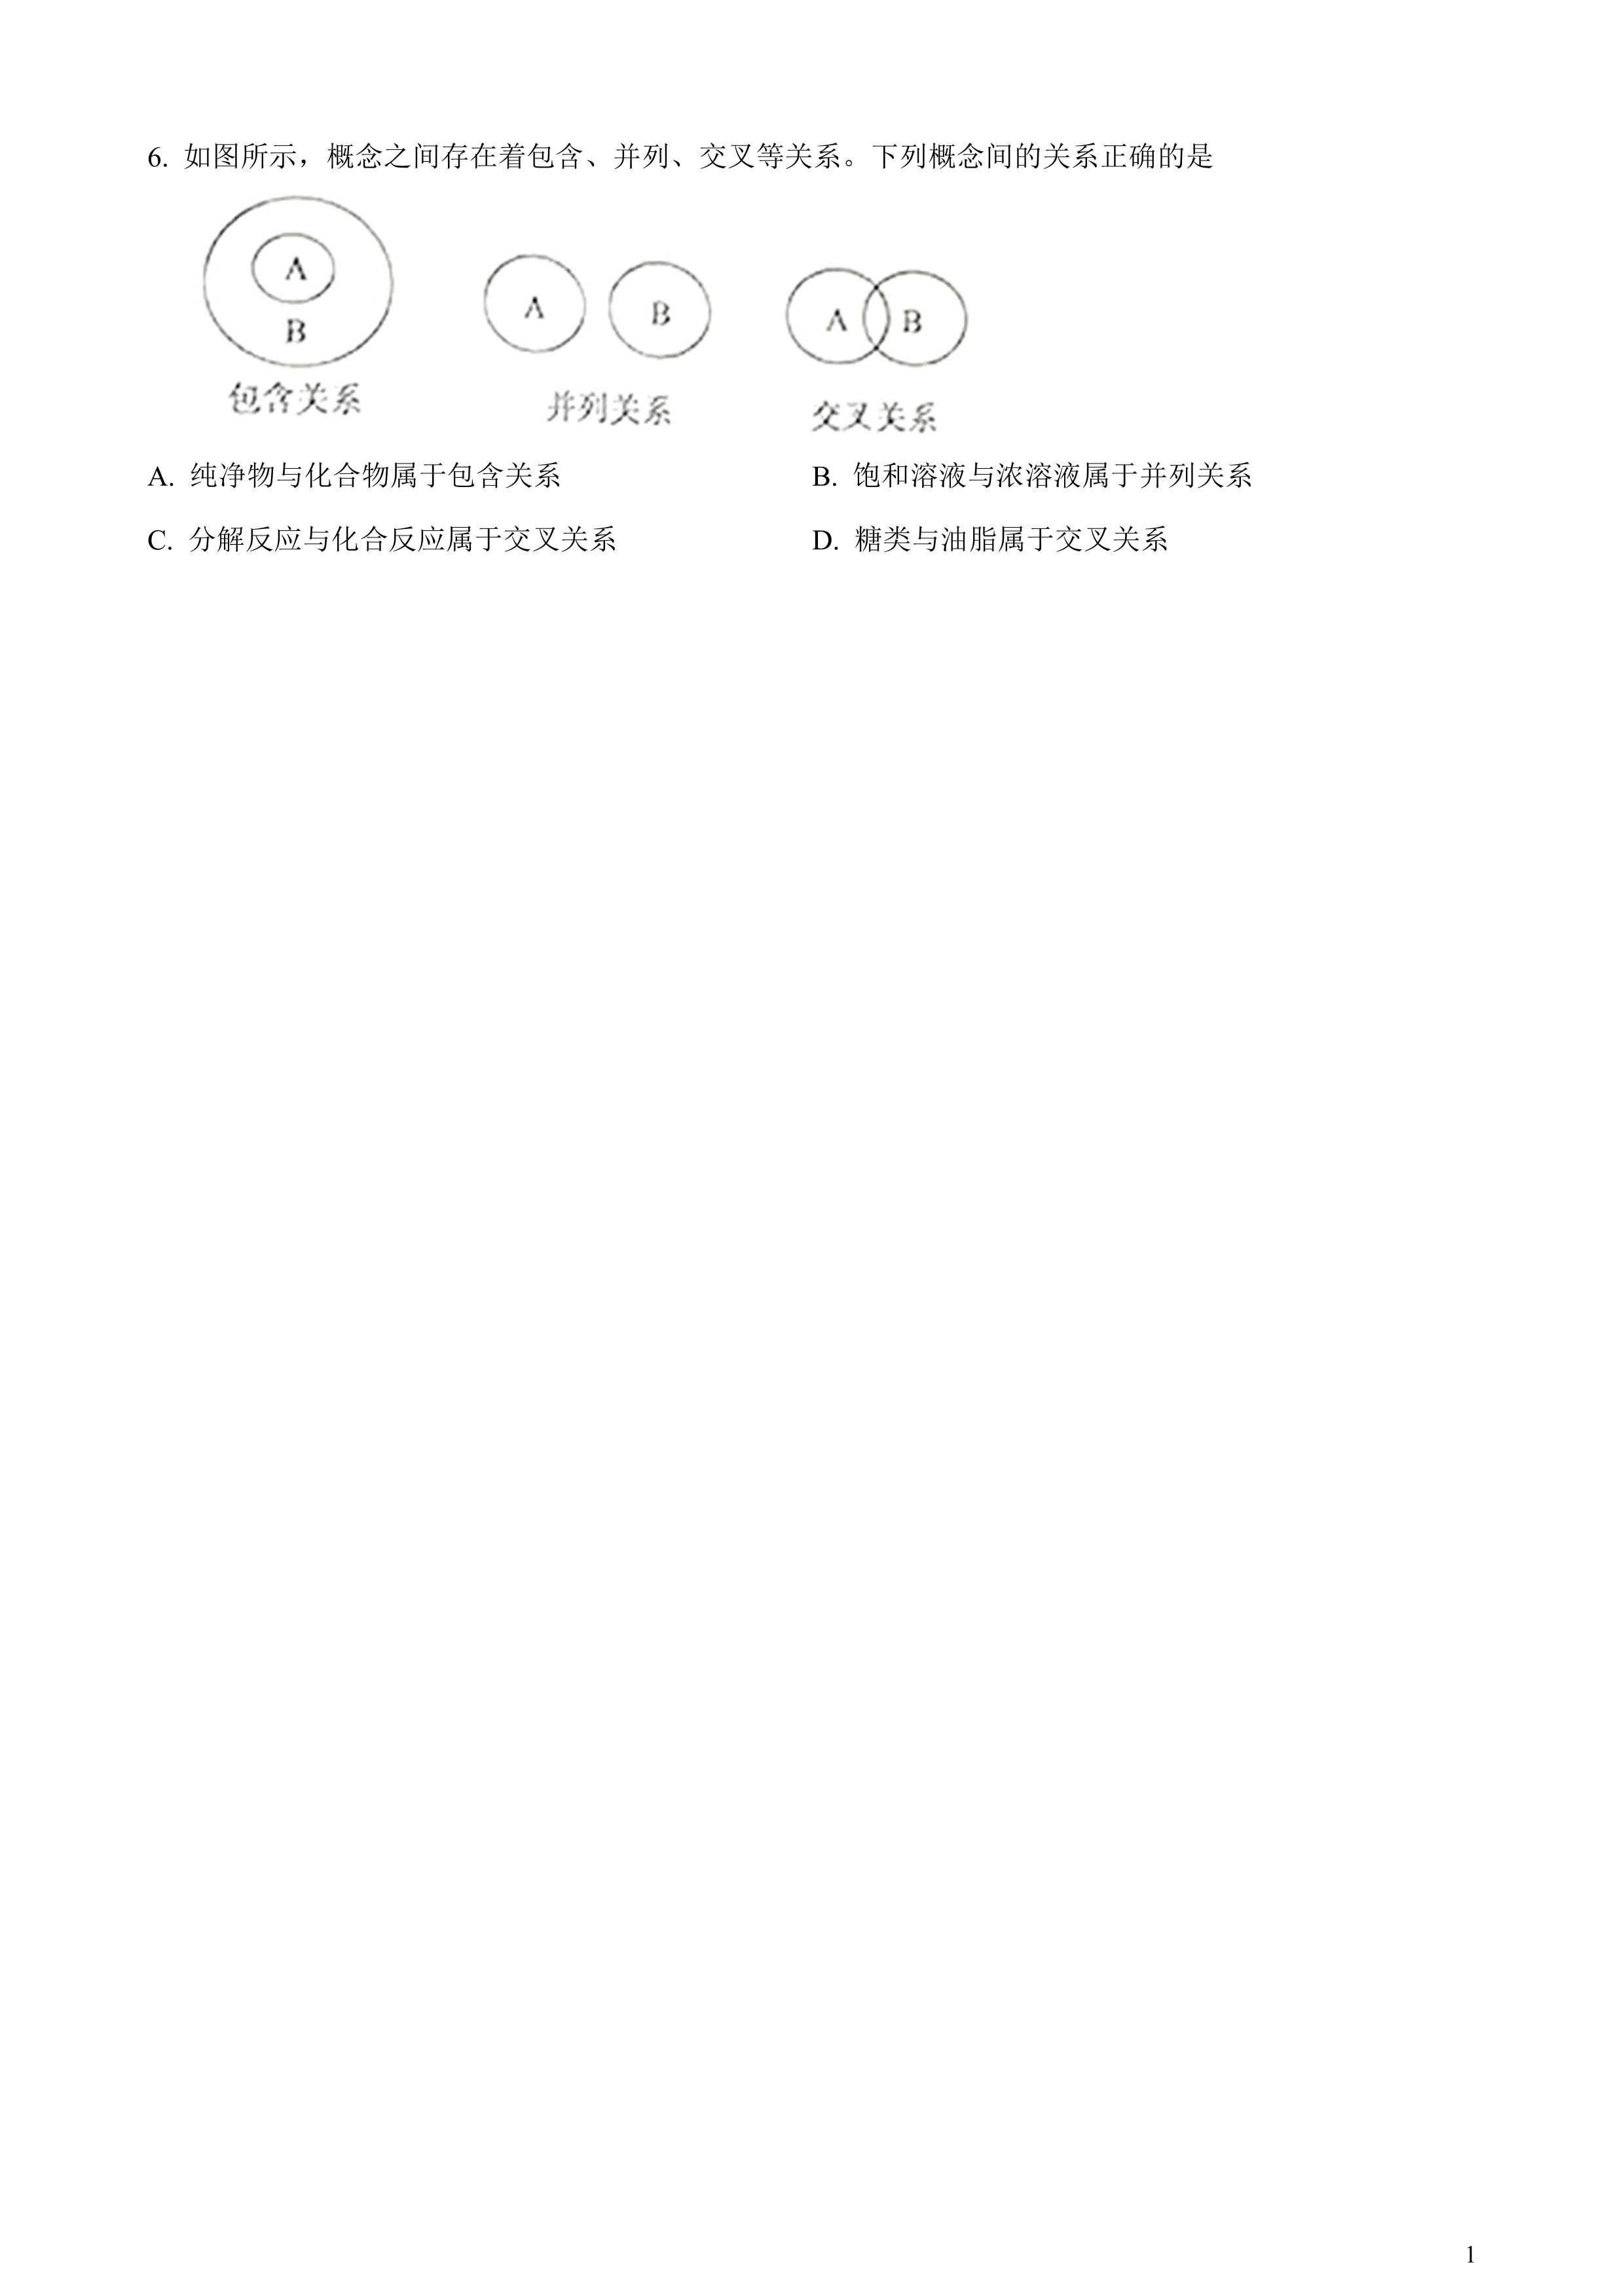 6. 如图所示，概念之间存在着包含、并列、交叉等关系。下列概念间的关系正确的是
A
B
包含关系
A
B
并列关系
A
B
交叉关系
A. 纯净物与化合物属于包含关系
B. 饱和溶液与浓溶液属于并列关系
C. 分解反应与化合反应属于交叉关系
D. 糖类与油脂属于交叉关系
1